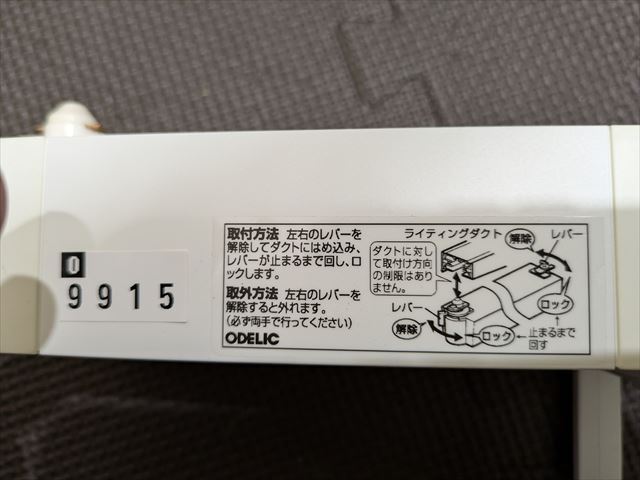 0
9915
取付方法 左右のレバーを
解除してダクトにはめ込み、
レバーが止まるまで回し、ロ
ックします。
取外方法 左右のレバーを
解除すると外れます。
(必ず両手で行ってください)
ODELIC
ライティングダクト
ダクトに対し
て取付け方向
の制限はあり
ません。
解除
レバー
ロック
レバー
解除
ロック
止まるまで
回す